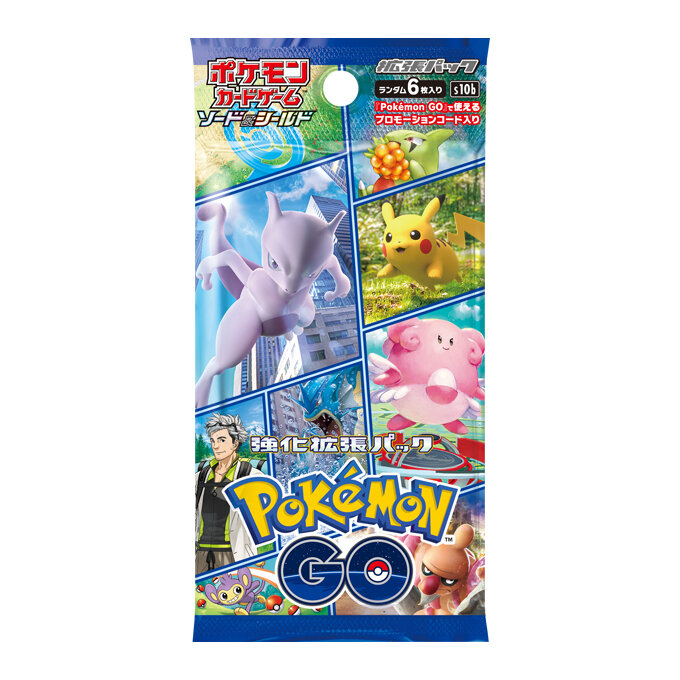 ポケモン
カードゲーム
ソード&シールド
拡張パック
ランダム6枚入り
s10b
『Pokémon GO』で使える
プロモーションコード入り
強化拡張パック
POKéMON
TM
GO